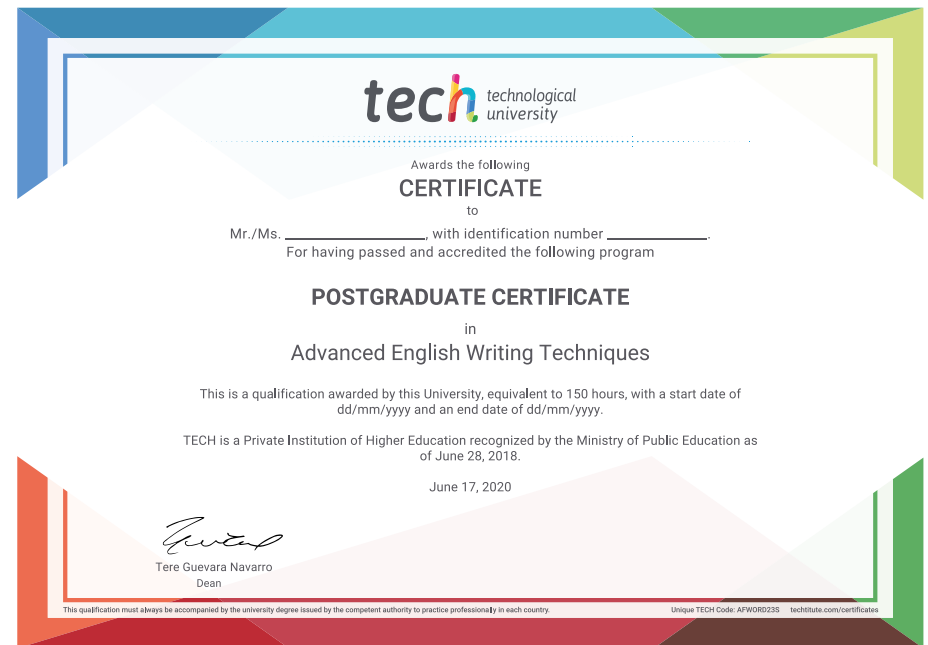 tech technological
university
Awards the following
CERTIFICATE
to
Mr./Ms. ____________________, with identification number ______________.
For having passed and accredited the following program
POSTGRADUATE CERTIFICATE
in
Advanced English Writing Techniques
This is a qualification awarded by this University, equivalent to 150 hours, with a start date of
dd/mm/yyyy and an end date of dd/mm/yyyy.
TECH is a Private Institution of Higher Education recognized by the Ministry of Public Education as
of June 28, 2018.
June 17, 2020
Tere Guevara Navarro
Dean
This qualification must always be accompanied by the university degree issued by the competent authority to practice professionally in each country. Unique TECH Code: AFWORD23S techtitute.com/certificates